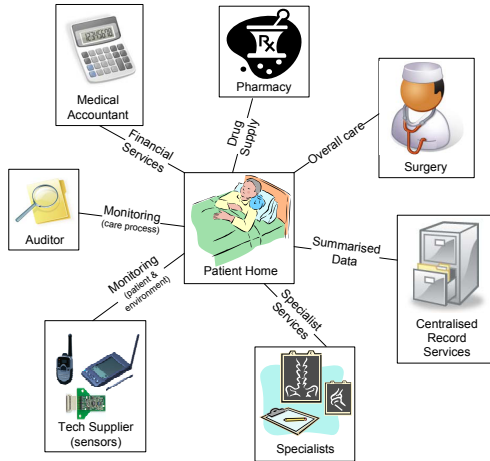 Medical
Accountant
Rx
Pharmacy
Surgery
Financial
Services
Drug
Supply
Overall care
Auditor
Monitoring
(care process)
Patient Home
Summarised
Data
Centralised
Record
Services
Monitoring
(patient &
environment)
Specialist
Services
Tech Supplier
(sensors)
Specialists